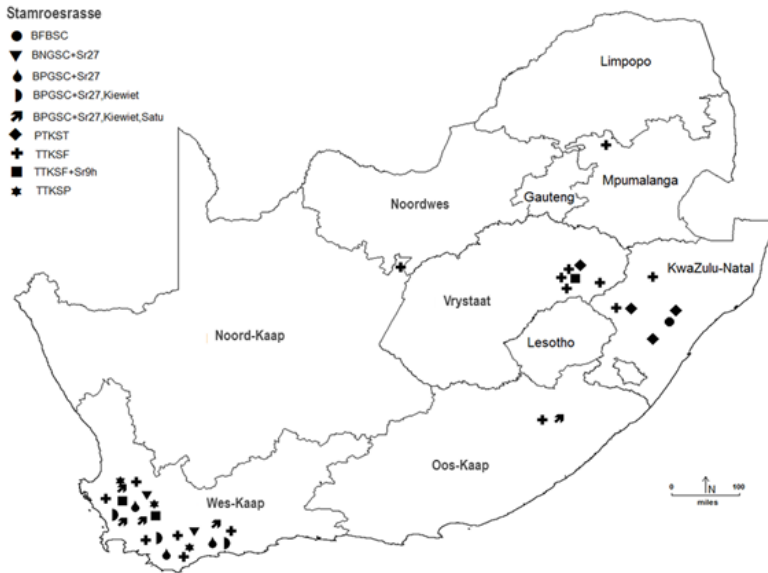 Stamroesrasse
BFBSC
BNGSC+Sr27
BPGSC+Sr27
BPGSC+Sr27,Kiewiet
BPGSC+Sr27,Kiewiet,Satu
PTKST
TTKSF
TTKSF+Sr9h
TTKSP
Limpopo
Mpumalanga
Gauteng
Noordwes
KwaZulu-Natal
Vrystaat
Lesotho
Noord-Kaap
Oos-Kaap
Wes-Kaap
N
0 100
miles